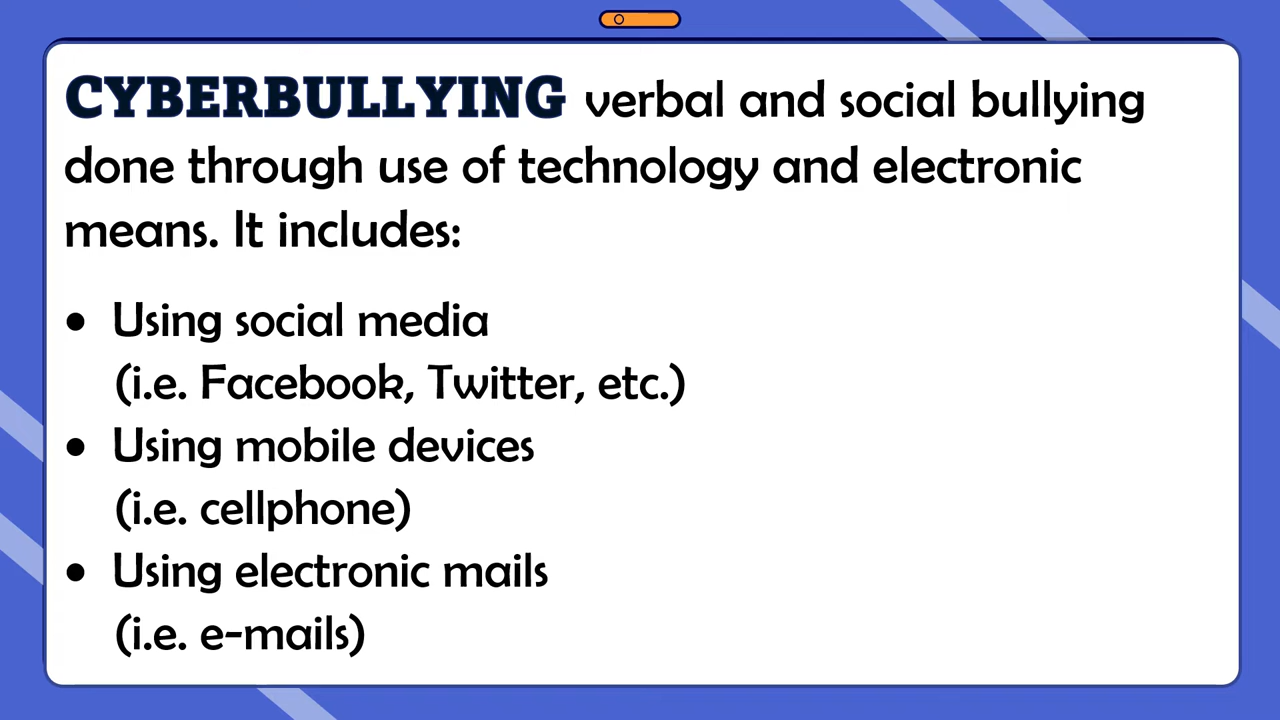 CYBERBULLYING verbal and social bullying
done through use of technology and electronic
means. It includes:
• Using social media
(i.e. Facebook, Twitter, etc.)
• Using mobile devices
(i.e. cellphone)
• Using electronic mails
(i.e. e-mails)